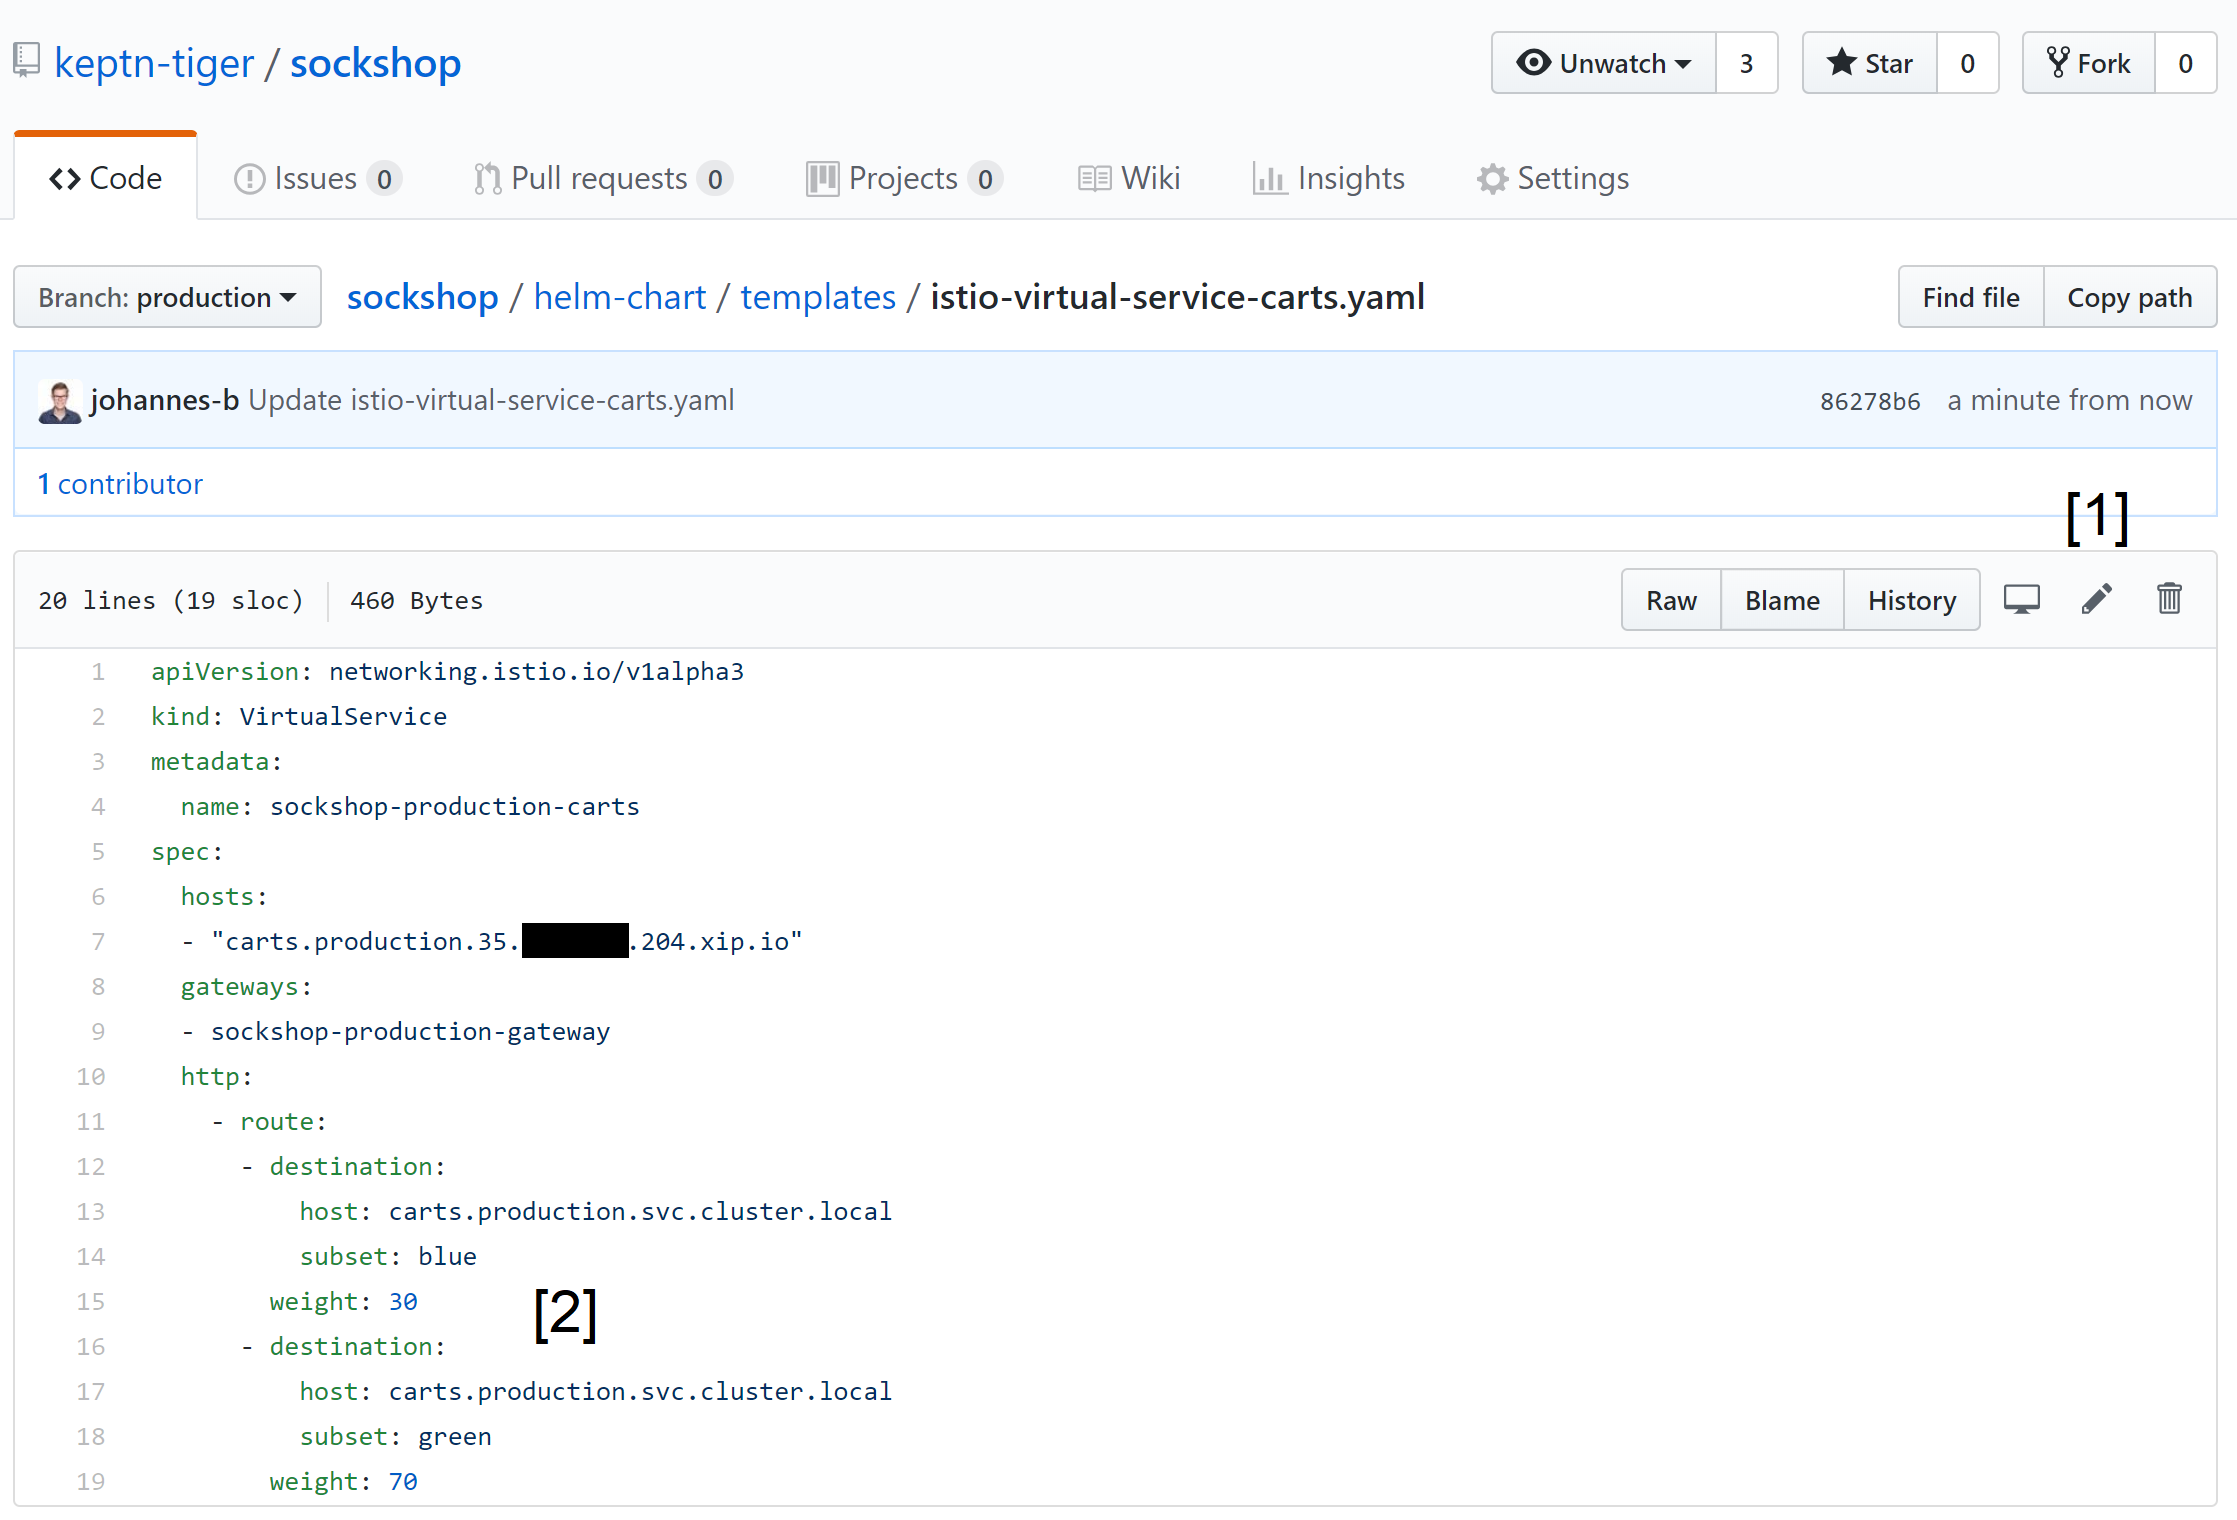 keptn-tiger / sockshop
Unwatch 3 Star 0 Fork 0
Code Issues 0 Pull requests 0 Projects 0 Wiki Insights Settings
Branch: production sockshop / helm-chart / templates / istio-virtual-service-carts.yaml Find file Copy path
johannes-b Update istio-virtual-service-carts.yaml 86278b6 a minute from now
1 contributor
[1]
20 lines (19 sloc) 460 Bytes Raw Blame History
1 apiVersion: networking.istio.io/v1alpha3
2 kind: VirtualService
3 metadata:
4 name: sockshop-production-carts
5 spec:
6 hosts:
7 - "carts.production.35. .204.xip.io"
8 gateways:
9 - sockshop-production-gateway
10 http:
11 - route:
12 - destination:
13 host: carts.production.svc.cluster.local
14 subset: blue
15 weight: 30
[2]
16 - destination:
17 host: carts.production.svc.cluster.local
18 subset: green
19 weight: 70